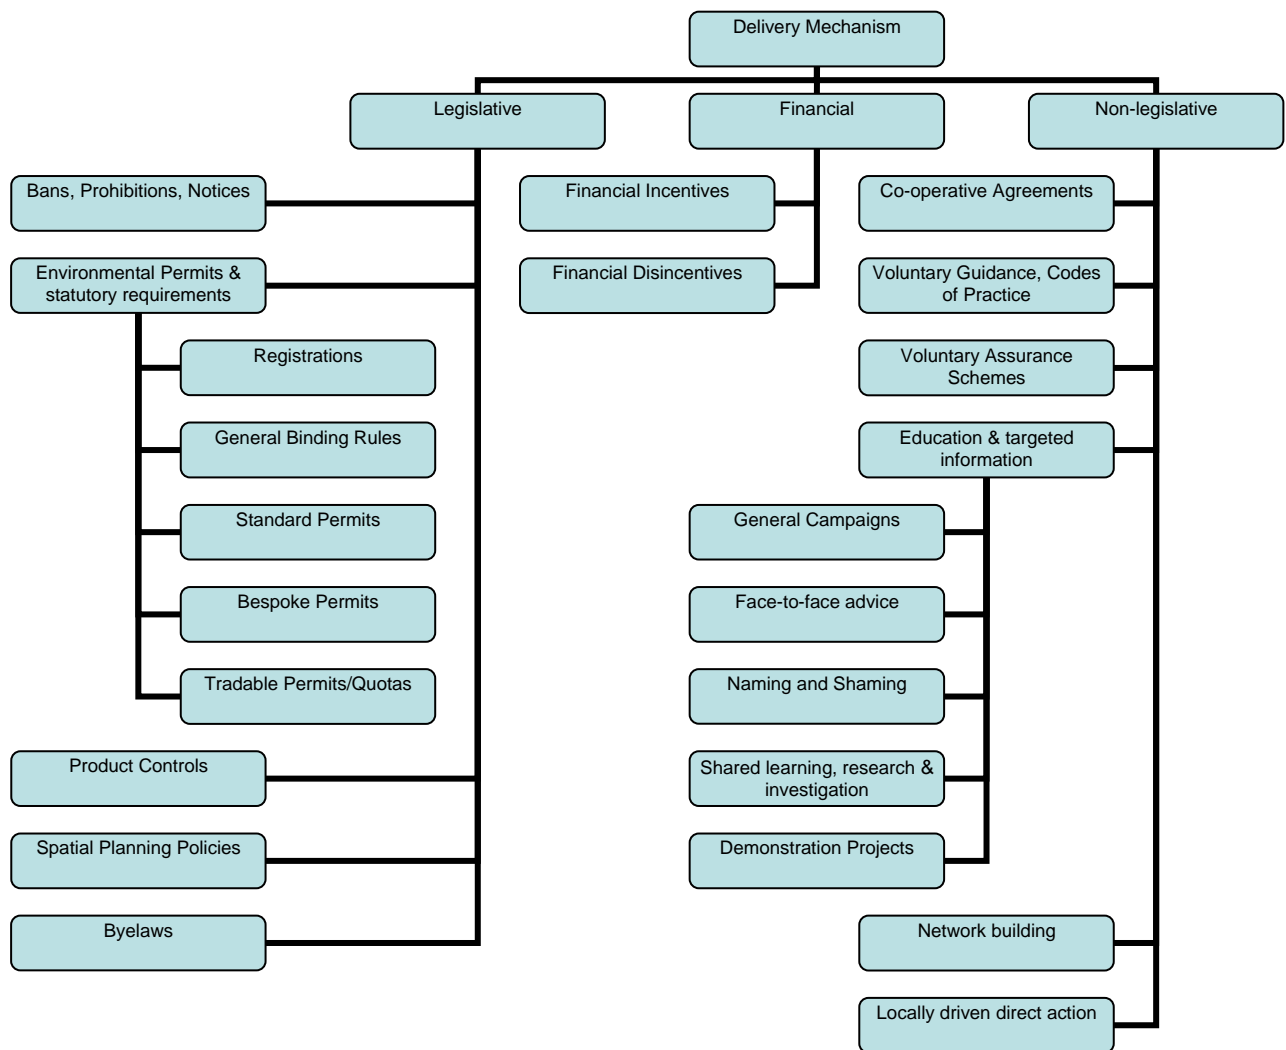 Delivery Mechanism
Legislative
Financial
Non-legislative
Bans, Prohibitions, Notices
Environmental Permits &
statutory requirements
Registrations
General Binding Rules
Standard Permits
Bespoke Permits
Tradable Permits/Quotas
Product Controls
Spatial Planning Policies
Byelaws
Financial Incentives
Financial Disincentives
Co-operative Agreements
Voluntary Guidance, Codes
of Practice
Voluntary Assurance
Schemes
Education & targeted
information
General Campaigns
Face-to-face advice
Naming and Shaming
Shared learning, research &
investigation
Demonstration Projects
Network building
Locally driven direct action